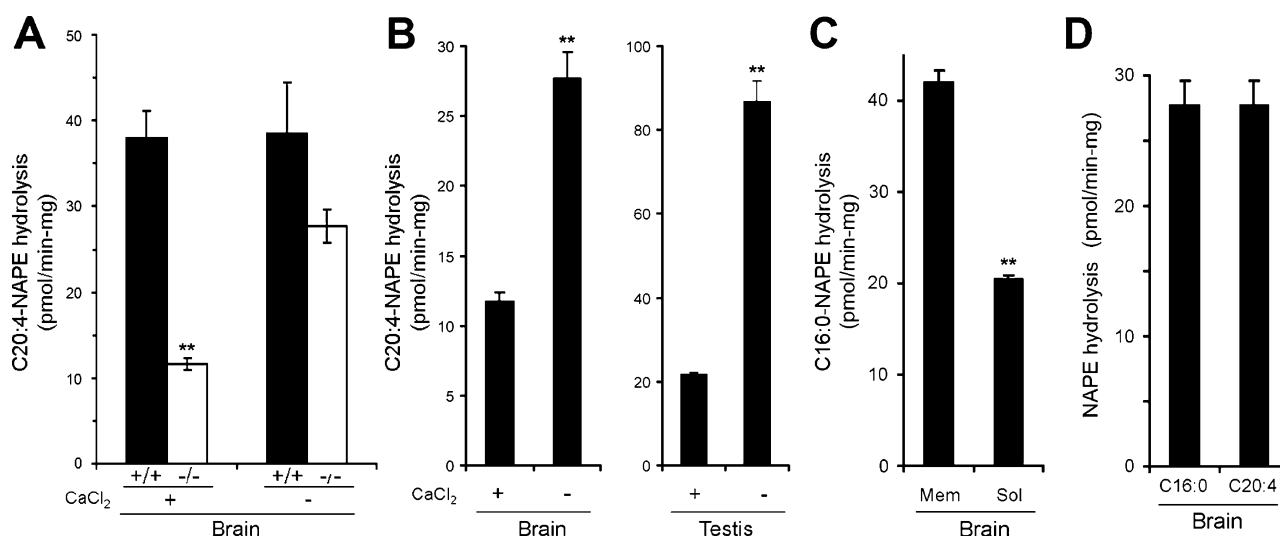 A
C20:4-NAPE hydrolysis
(pmol/min-mg)
50
40
30
20
10
0
**
+/+ -/- +/+ -/-
CaCl2 + -
Brain
B
C20:4-NAPE hydrolysis
(pmol/min-mg)
30
25
20
15
10
5
0
**
CaCl2 + -
Brain
100
80
60
40
20
0
**
+ -
Testis
C
C16:0-NAPE hydrolysis
(pmol/min-mg)
40
30
20
0
**
Mem Sol
Brain
D
NAPE hydrolysis (pmol/min-mg)
30
20
10
0
C16:0 C20:4
Brain